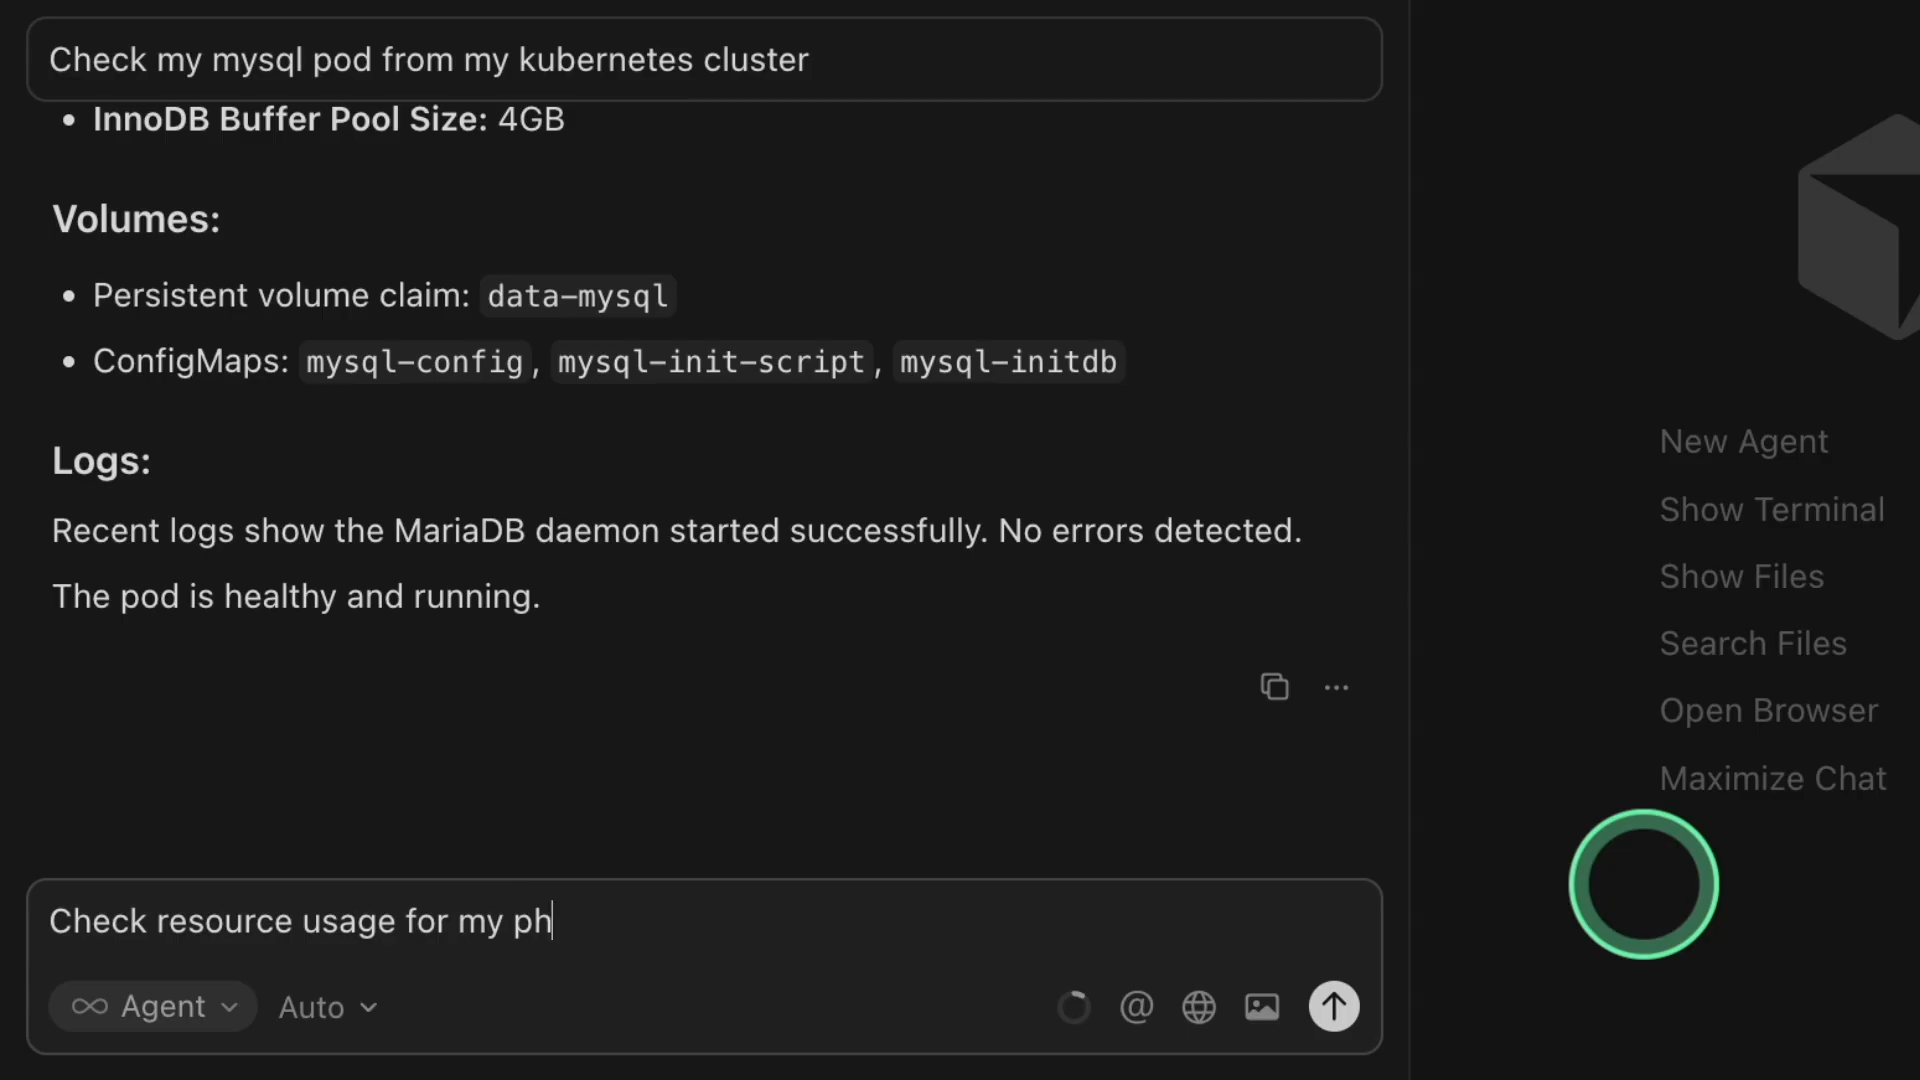 Check my mysql pod from my kubernetes cluster
• InnoDB Buffer Pool Size: 4GB
Volumes:
• Persistent volume claim: data-mysql
• ConfigMaps: mysql-config, mysql-init-script, mysql-initdb
Logs:
Recent logs show the MariaDB daemon started successfully. No errors detected.
The pod is healthy and running.
Check resource usage for my ph
Agent
Auto
New Agent
Show Terminal
Show Files
Search Files
Open Browser
Maximize Chat